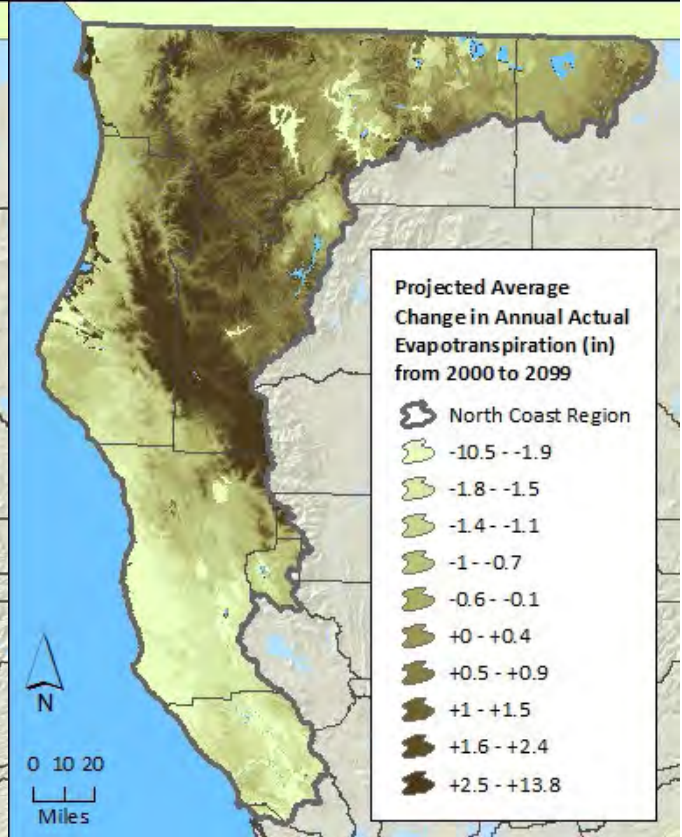 Projected Average
Change in Annual Actual
Evapotranspiration (in)
from 2000 to 2099
North Coast Region
-10.5 - -1.9
-1.8 - -1.5
-1.4 - -1.1
-1 - -0.7
-0.6 - -0.1
+0 - +0.4
+0.5 - +0.9
+1 - +1.5
+1.6 - +2.4
+2.5 - +13.8
N
0 10 20
Miles